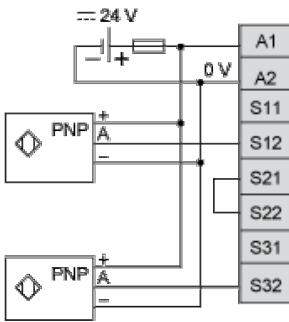 24 V
A1
− +
0 V
A2
S11
PNP + A −
S12
S21
S22
S31
PNP + A −
S32